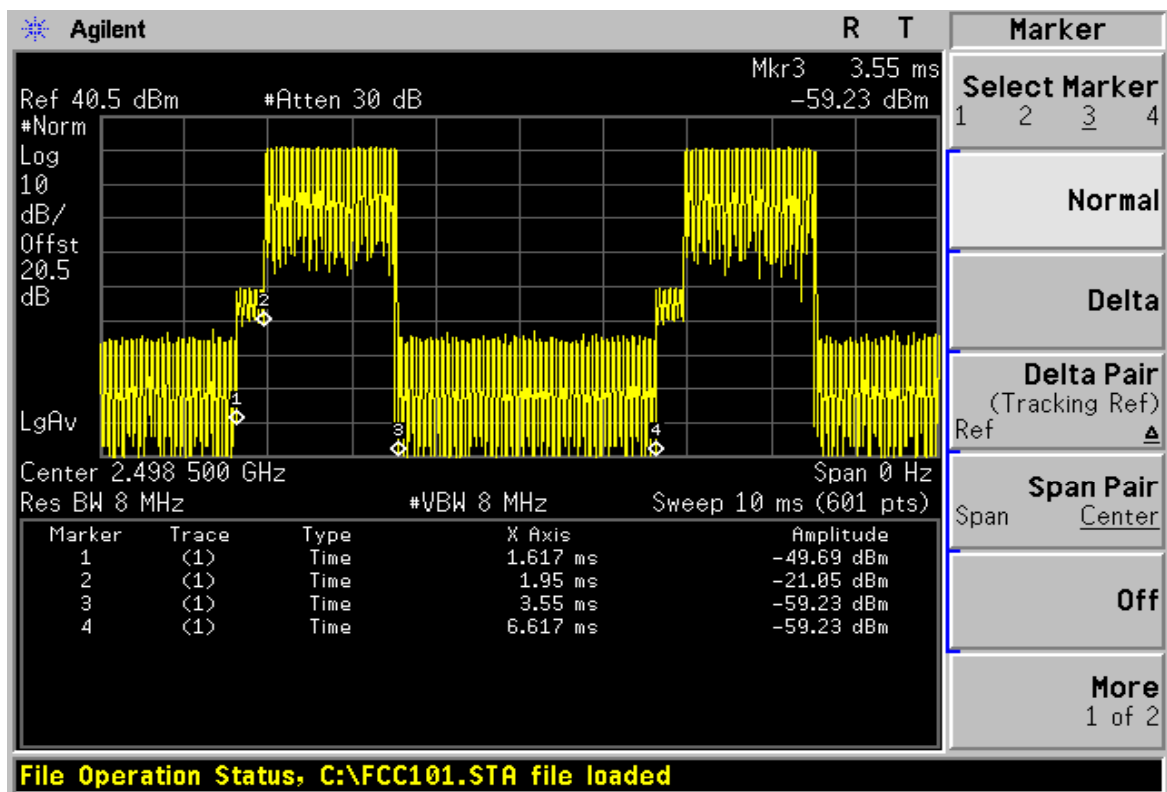 Agilent R T
Mkr3 3.55 ms
Ref 40.5 dBm #Atten 30 dB -59.23 dBm
#Norm
Log
10
dB/
Offst
20.5
dB
2
1
3 4
LgAv
Center 2.498 500 GHz Span 0 Hz
Res BW 8 MHz #VBW 8 MHz Sweep 10 ms (601 pts)
Marker Trace Type X Axis Amplitude
1 (1) Time 1.617 ms -49.69 dBm
2 (1) Time 1.95 ms -21.05 dBm
3 (1) Time 3.55 ms -59.23 dBm
4 (1) Time 6.617 ms -59.23 dBm
Marker
Select Marker
1 2 3 4
Normal
Delta
Delta Pair
(Tracking Ref)
Ref Δ
Span Pair
Span Center
Off
More
1 of 2
File Operation Status, C:\FCC101.STA file loaded